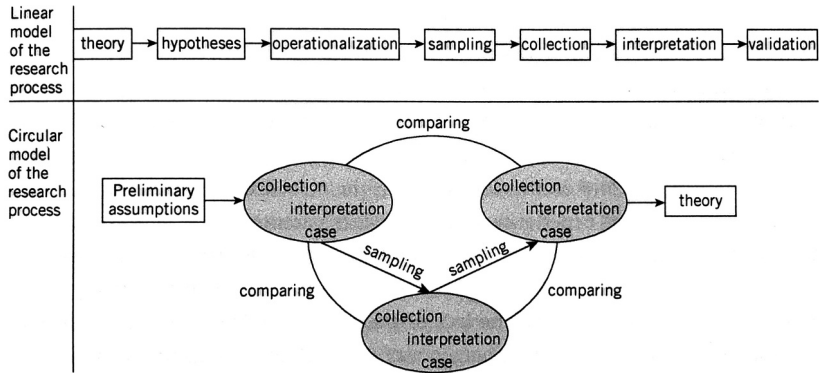 Linear
model
of the
research
process
theory
hypotheses
operationalization
sampling
collection
interpretation
validation
Circular
model
of the
research
process
Preliminary
assumptions
comparing
collection
interpretation
case
collection
interpretation
case
theory
sampling
sampling
comparing
comparing
collection
interpretation
case